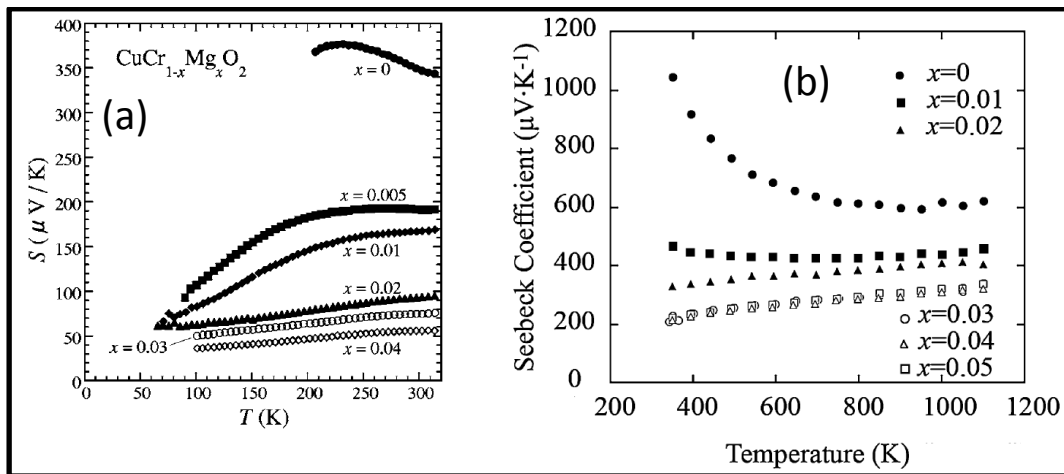 400
350
300
250
200
150
100
50
0
S (μV/K)
CuCr1-xMgxO2
(a)
x = 0
x = 0.005
x = 0.01
x = 0.02
x = 0.03
x = 0.04
0 50 100 150 200 250 300
T (K)
1200
1000
800
600
400
200
0
Seebeck Coefficient (μV·K-1)
(b)
x=0
x=0.01
x=0.02
x=0.03
x=0.04
x=0.05
200 400 600 800 1000 1200
Temperature (K)